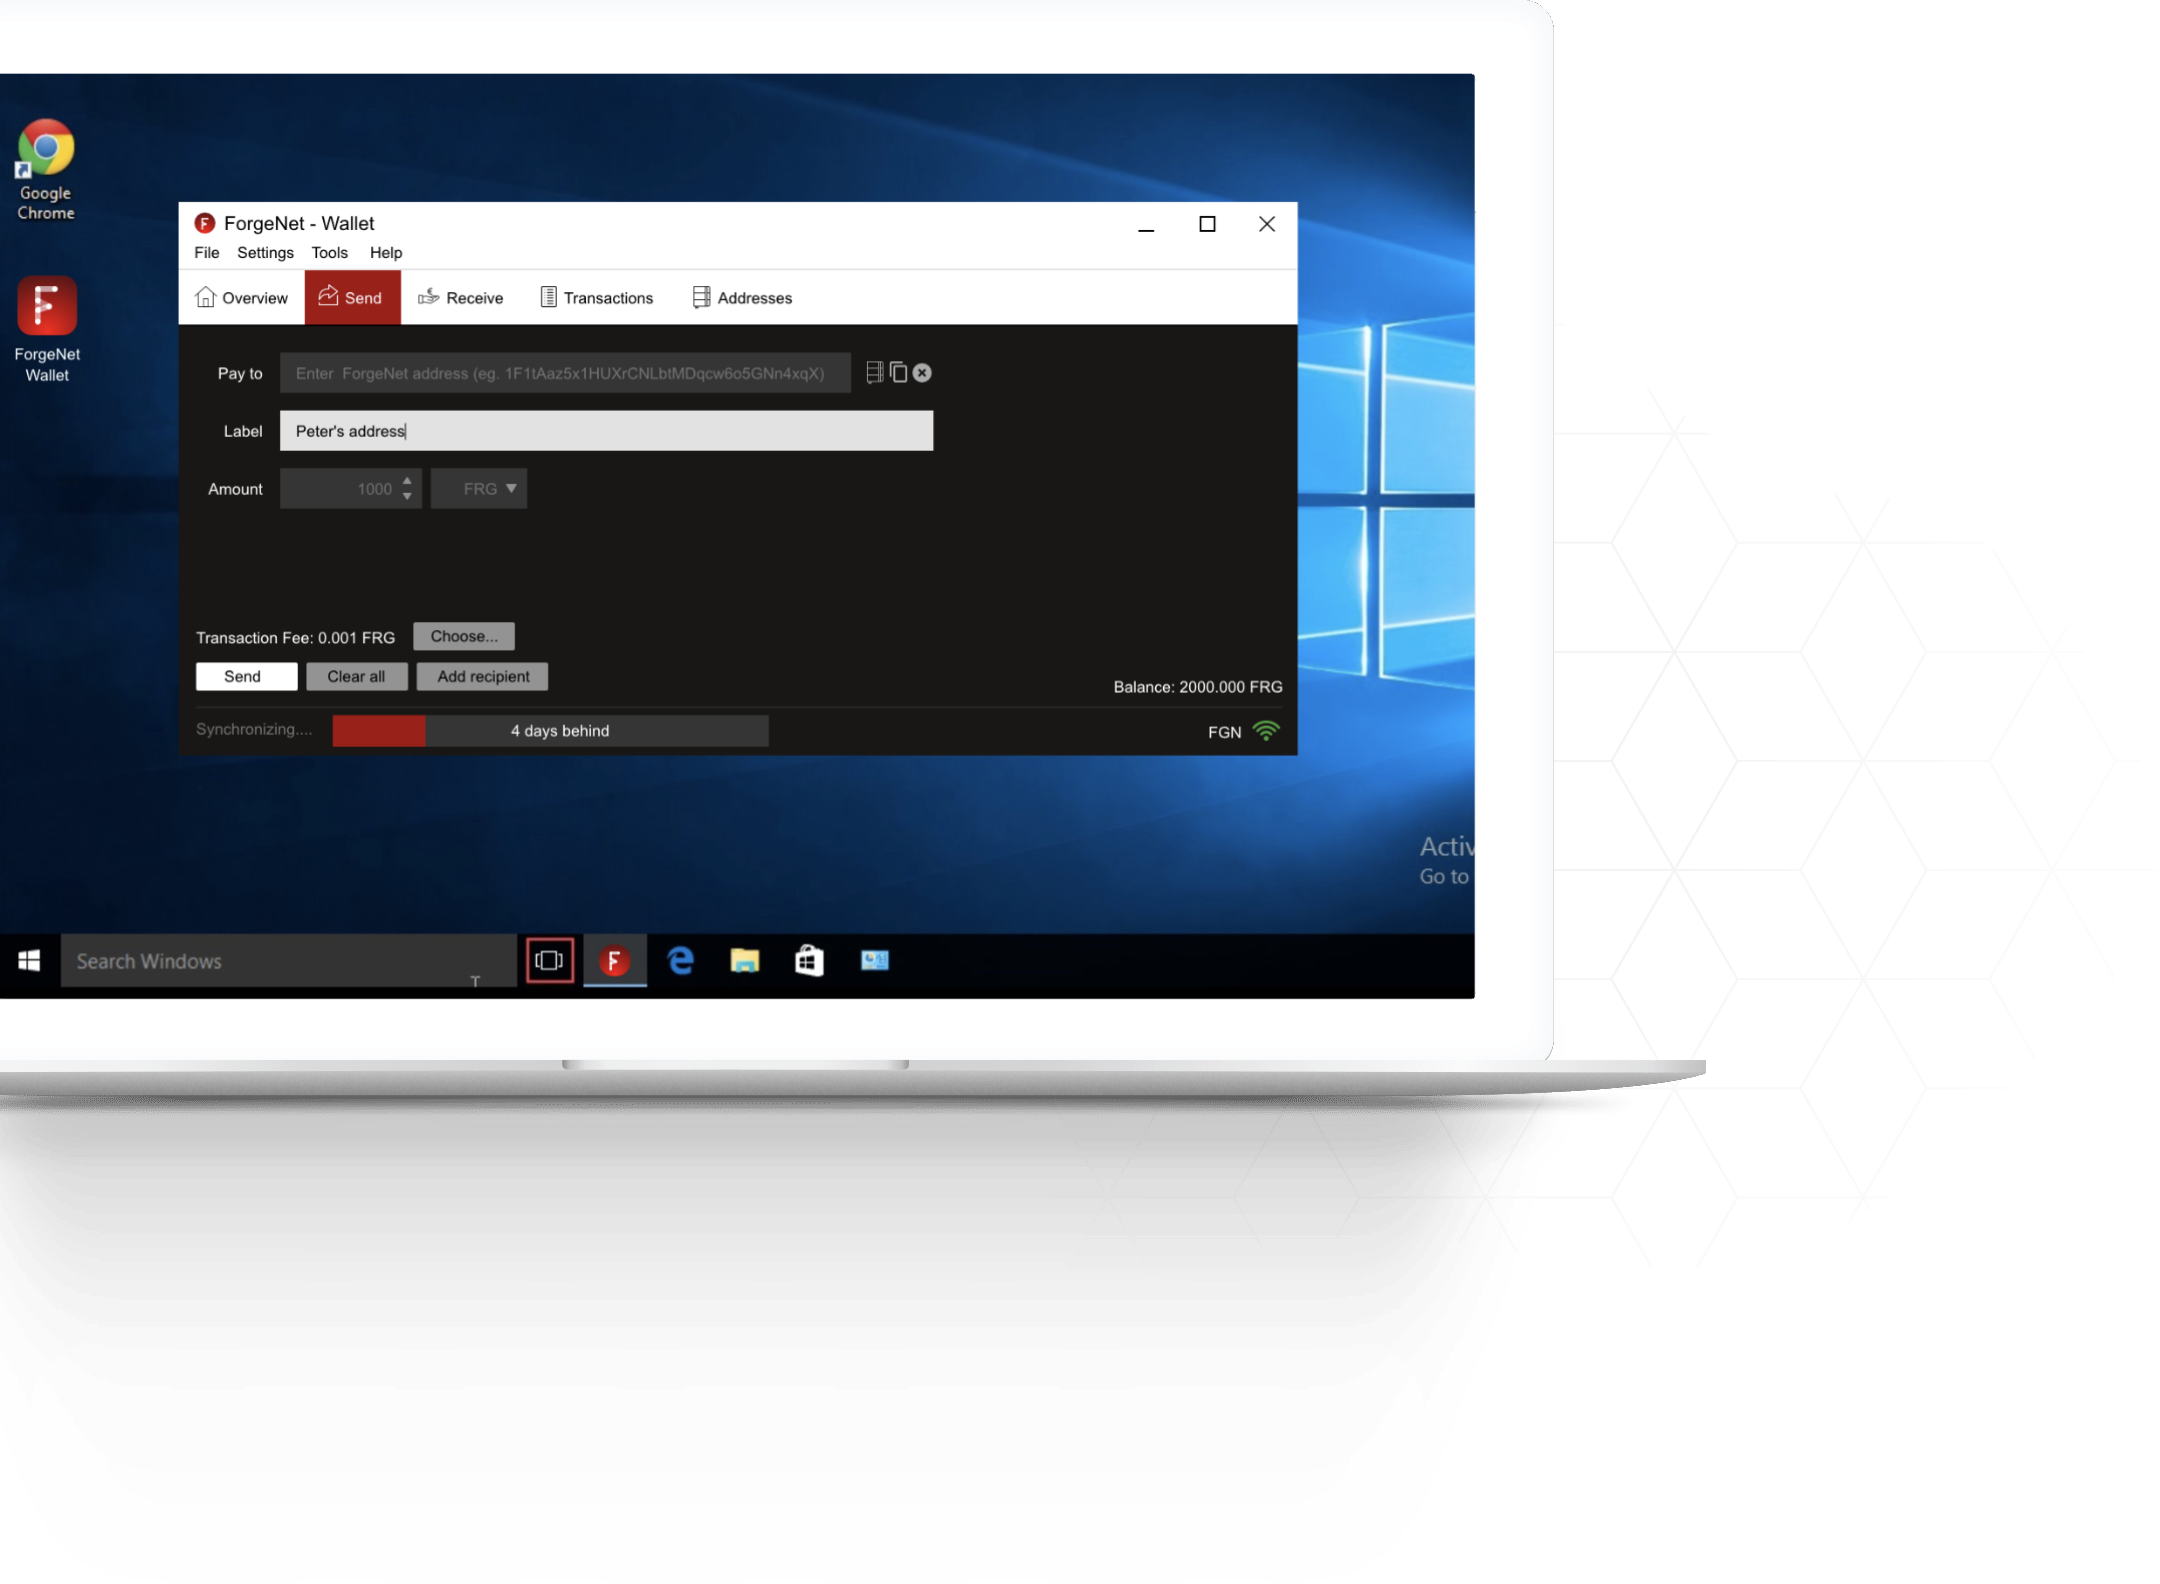 Google
Chrome
ForgeNet
Wallet
F ForgeNet - Wallet
File Settings Tools Help
Overview Send Receive Transactions Addresses
Pay to Enter ForgeNet address (eg. 1F1tAaz5x1HUXrCNLbtMDqcw6o5GNn4xqX)
Label Peter's address
Amount 1000 FRG
Transaction Fee: 0.001 FRG Choose...
Send Clear all Add recipient
Balance: 2000.000 FRG
Synchronizing.... 4 days behind FGN
Activ
Go to
Search Windows